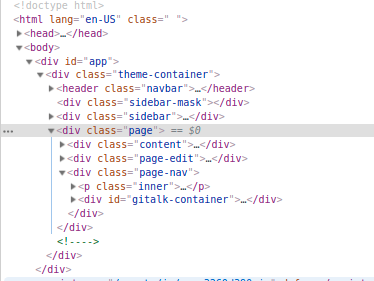 <!doctype html>
<html lang="en-US" class=" ">
<head>…</head>
<body>
<div id="app">
<div class="theme-container">
<header class="navbar">…</header>
<div class="sidebar-mask"></div>
<div class="sidebar">…</div>
<div class="page"> == $0
<div class="content">…</div>
<div class="page-edit">…</div>
<div class="page-nav">
<p class="inner">…</p>
<div id="gitalk-container">…</div>
</div>
</div>
<!---->
</div>
</div>